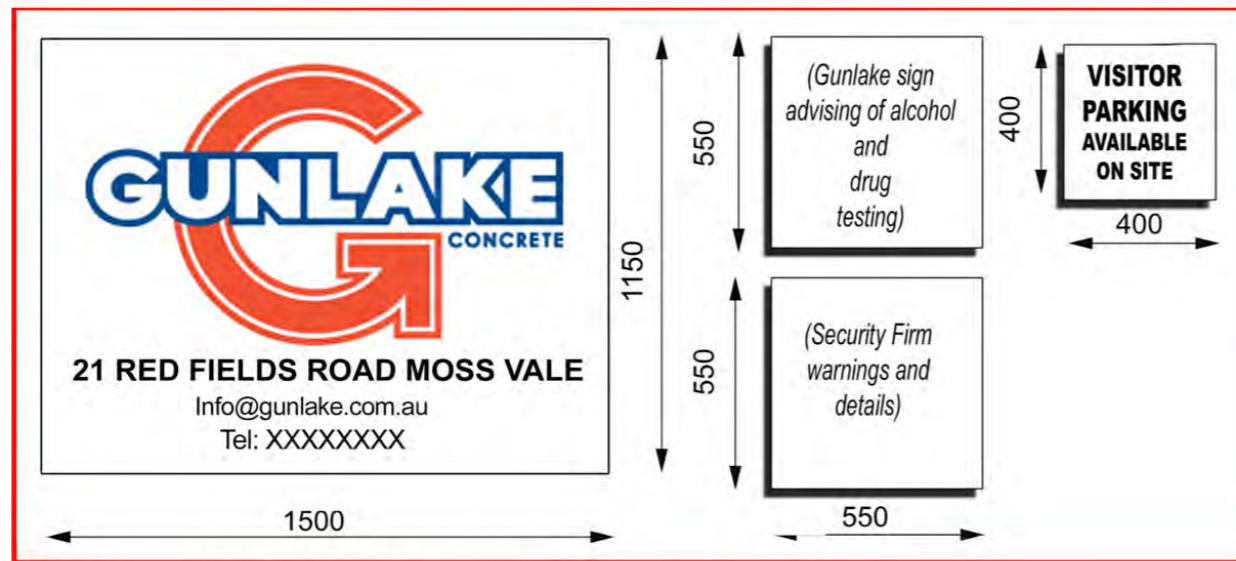 GUNLAKE
CONCRETE
21 RED FIELDS ROAD MOSS VALE
Info@gunlake.com.au
Tel: XXXXXXXX
1500
1150
550
(Gunlake sign
advising of alcohol
and
drug
testing)
550
(Security Firm
warnings and
details)
550
400
VISITOR
PARKING
AVAILABLE
ON SITE
400